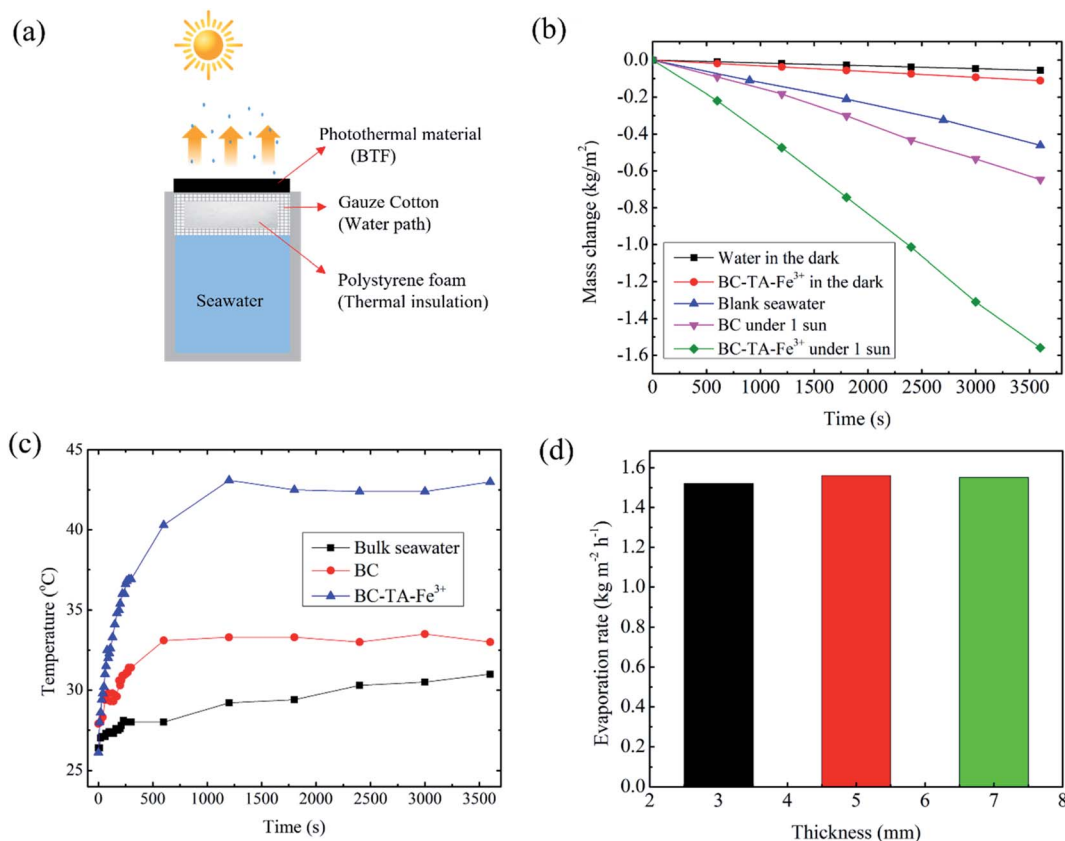 (a)
Photothermal material
(BTF)
Gauze Cotton
(Water path)
Polystyrene foam
(Thermal insulation)
Seawater
(b)
0.0
-0.2
-0.4
-0.6
-0.8
-1.0
-1.2
-1.4
-1.6
Mass change (kg/m²)
Water in the dark
BC-TA-Fe³⁺ in the dark
Blank seawater
BC under 1 sun
BC-TA-Fe³⁺ under 1 sun
0 500 1000 1500 2000 2500 3000 3500
Time (s)
(c)
45
40
35
30
25
Temperature (°C)
Bulk seawater
BC
BC-TA-Fe³⁺
0 500 1000 1500 2000 2500 3000 3500
Time (s)
(d)
1.6
1.4
1.2
1.0
0.8
0.6
0.4
0.2
0.0
Evaporation rate (kg m⁻² h⁻¹)
2 3 4 5 6 7 8
Thickness (mm)